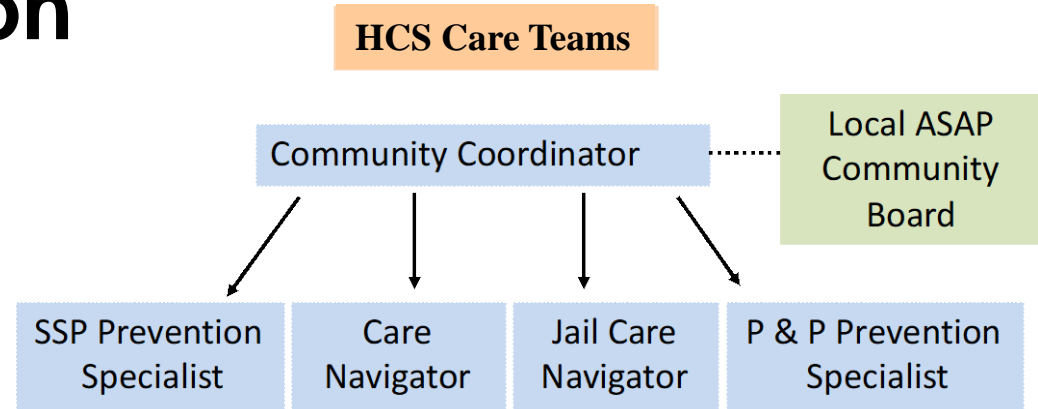 on
HCS Care Teams
Community Coordinator
Local ASAP
Community
Board
SSP Prevention
Specialist
Care
Navigator
Jail Care
Navigator
P & P Prevention
Specialist